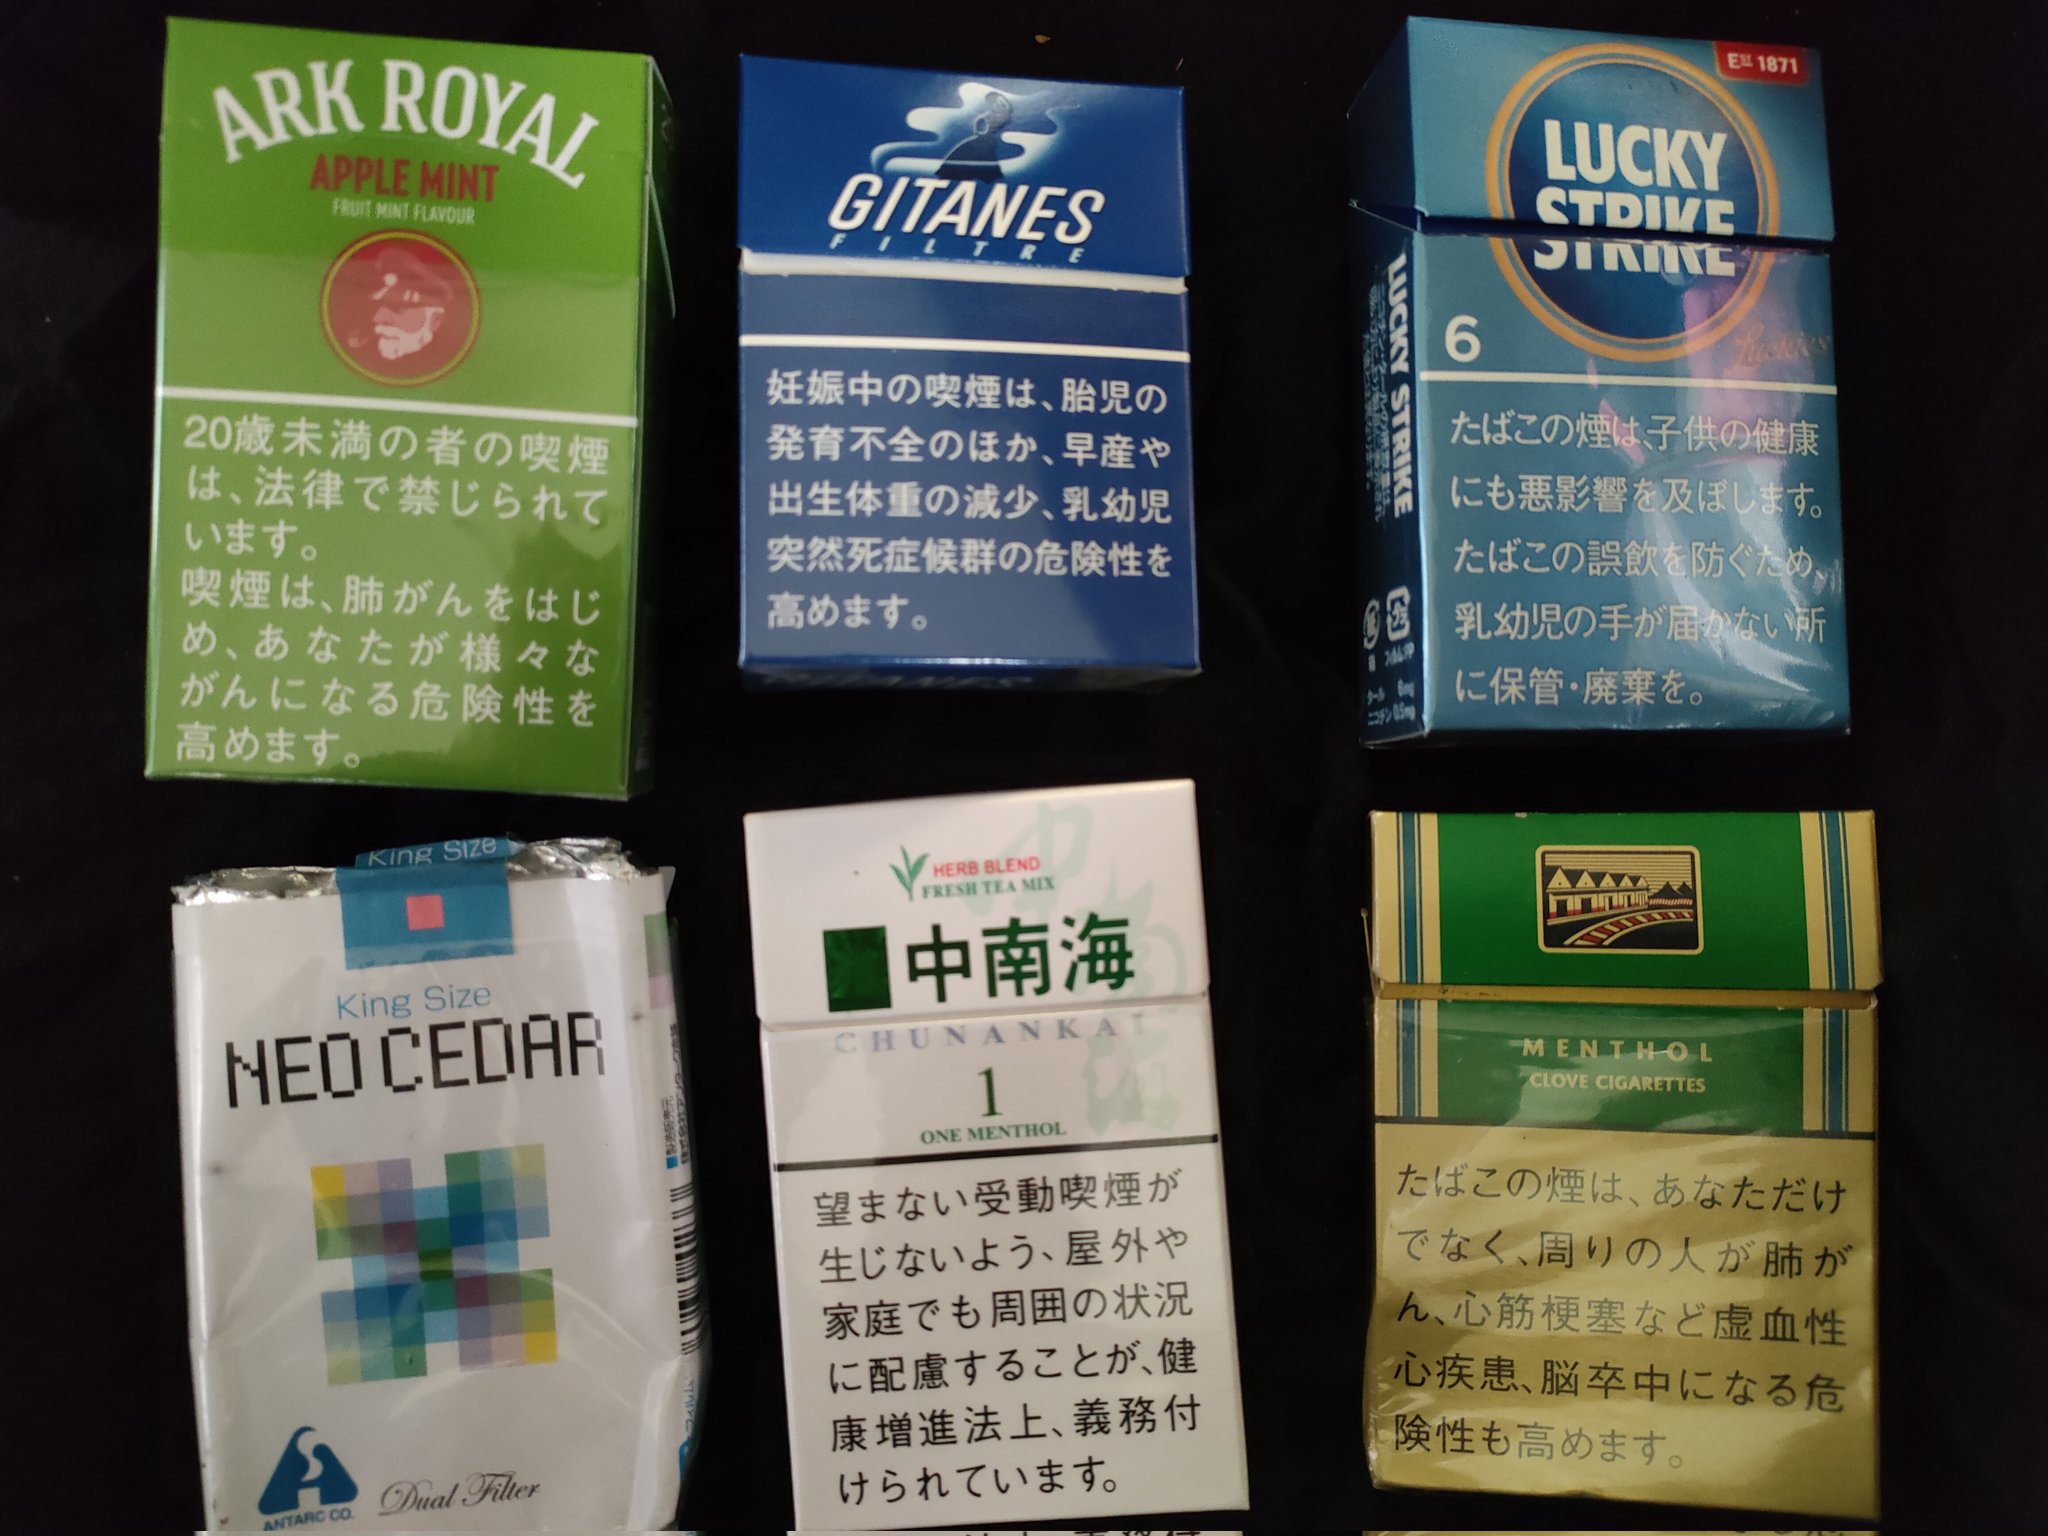 ARK ROYAL
APPLE MINT
FRUIT MINT FLAVOUR
20歳未満の者の喫煙
は、法律で禁じられて
います。
喫煙は、肺がんをはじ
め、あなたが様々な
がんになる危険性を
高めます。
GITANES
FILTRE
妊娠中の喫煙は、胎児の
発育不全のほか、早産や
出生体重の減少、乳幼児
突然死症候群の危険性を
高めます。
EST 1871
LUCKY
STRIKE
6
Luckies
たばこの煙は、子供の健康
にも悪影響を及ぼします。
たばこの誤飲を防ぐため、
乳幼児の手が届かない所
に保管・廃棄を。
LUCKY STRIKE
タール 6mg
ニコチン 0.5mg
King Size
King Size
NEO CEDAR
ANTARC CO.
Dual Filter
HERB BLEND
FRESH TEA MIX
中南海
CHUNANKAI
1
ONE MENTHOL
望まない受動喫煙が
生じないよう、屋外や
家庭でも周囲の状況
に配慮することが、健
康増進法上、義務付
けられています。
MENTHOL
CLOVE CIGARETTES
たばこの煙は、あなただけ
でなく、周りの人が肺が
ん、心筋梗塞など虚血性
心疾患、脳卒中になる危
険性も高めます。